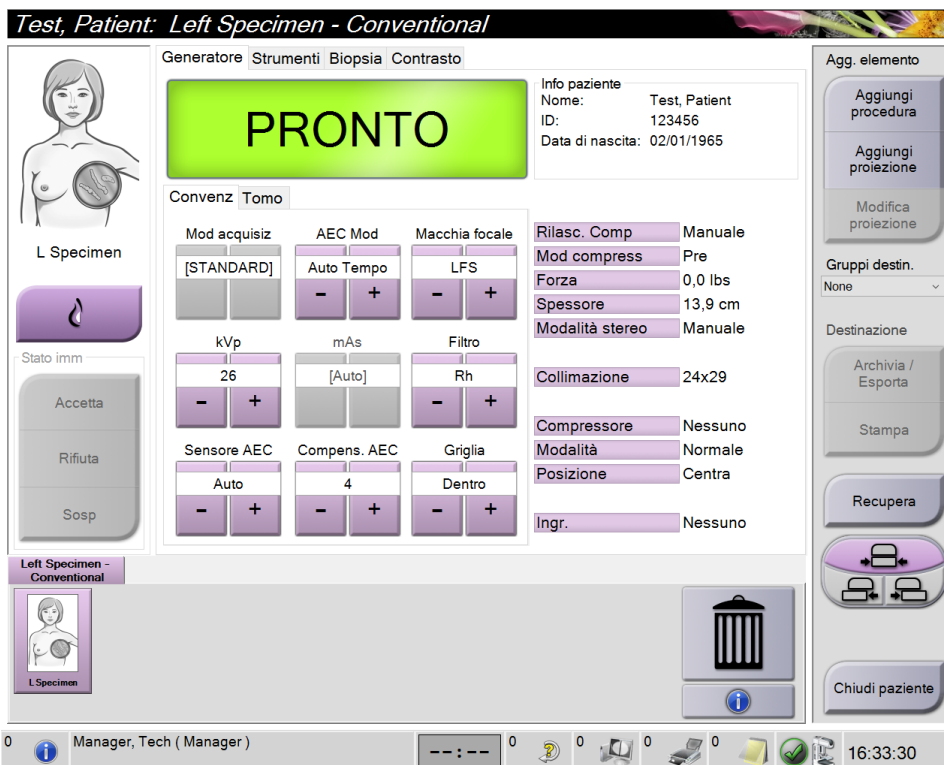 Test, Patient:  Left Specimen - Conventional
Generatore Strumenti Biopsia Contrasto
PRONTO
Info paziente
Nome: Test, Patient
ID: 123456
Data di nascita: 02/01/1965
L Specimen
Stato imm
Accetta
Rifiuta
Sosp
Convenz Tomo
Mod acquisiz AEC Mod Macchia focale
[STANDARD] Auto Tempo LFS
- + - +
kVp mAs Filtro
26 [Auto] Rh
- + - +
Sensore AEC Compens. AEC Griglia
Auto 4 Dentro
- + - + - +
Rilasc. Comp Manuale
Mod compress Pre
Forza 0,0 lbs
Spessore 13,9 cm
Modalità stereo Manuale
Collimazione 24x29
Compressore Nessuno
Modalità Normale
Posizione Centra
Ingr. Nessuno
Agg. elemento
Aggiungi
procedura
Aggiungi
proiezione
Modifica
proiezione
Gruppi destin.
None
Destinazione
Archivia /
Esporta
Stampa
Recupera
Chiudi paziente
Left Specimen -
Conventional
L Specimen
0 i Manager, Tech ( Manager ) --:-- 0 ? 0 0 0 16:33:30